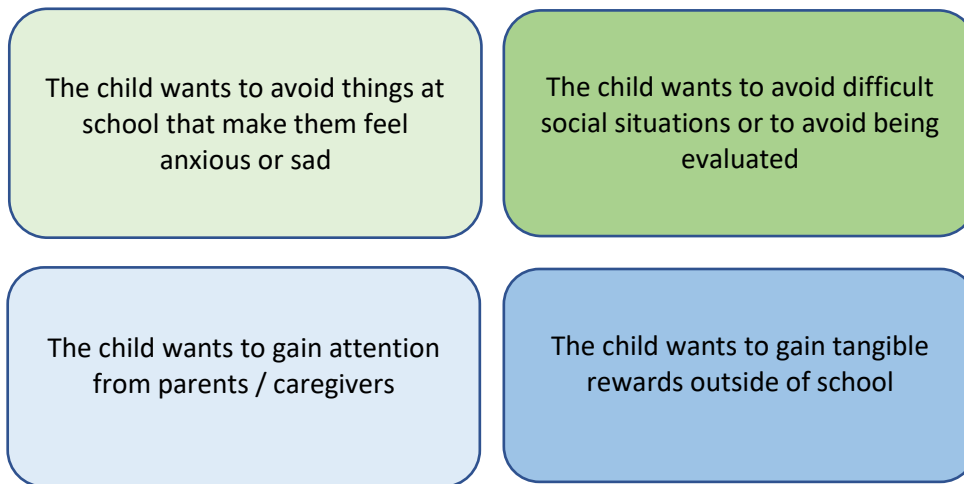 The child wants to avoid things at
school that make them feel
anxious or sad
The child wants to avoid difficult
social situations or to avoid being
evaluated
The child wants to gain attention
from parents / caregivers
The child wants to gain tangible
rewards outside of school